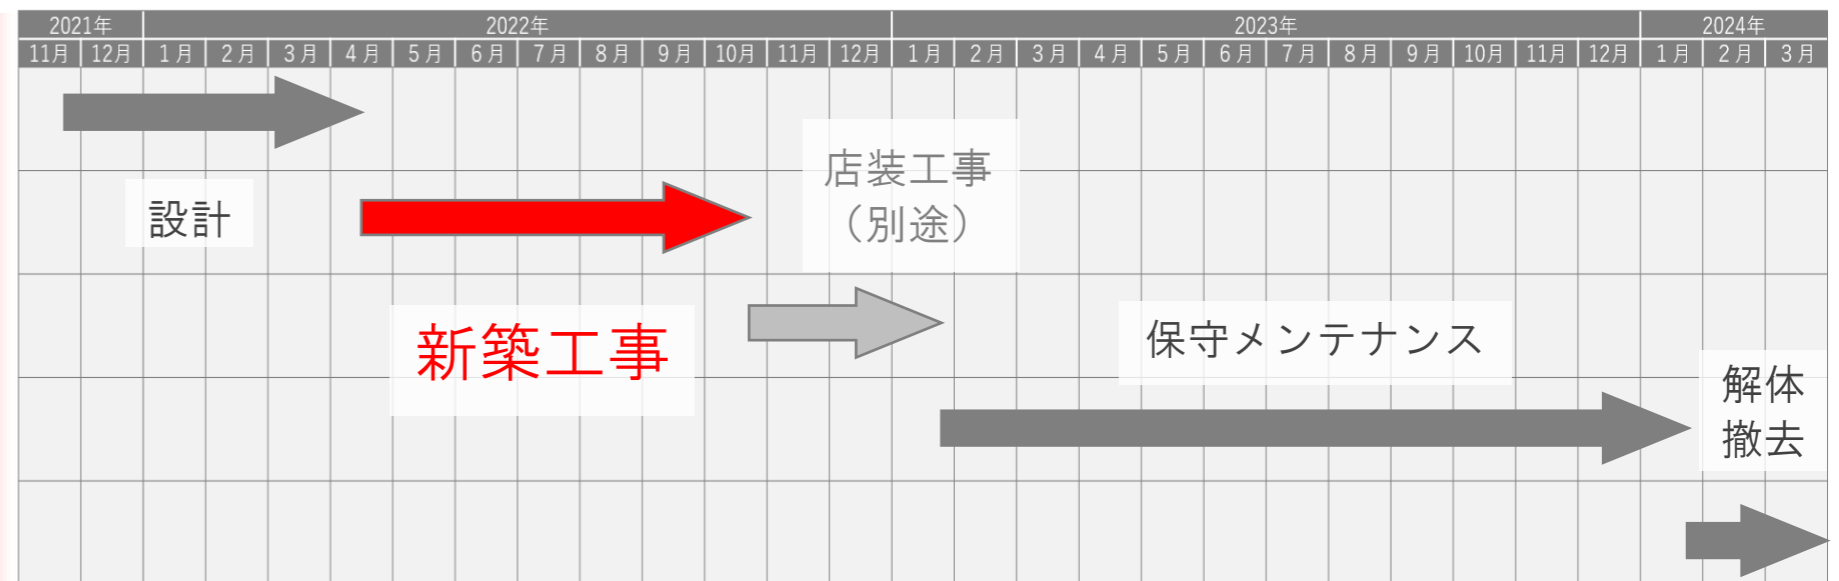 2021年 2022年 2023年 2024年
11月 12月 1月 2月 3月 4月 5月 6月 7月 8月 9月 10月 11月 12月 1月 2月 3月 4月 5月 6月 7月 8月 9月 10月 11月 12月 1月 2月 3月
設計
新築工事
店装工事
（別途）
保守メンテナンス
解体
撤去